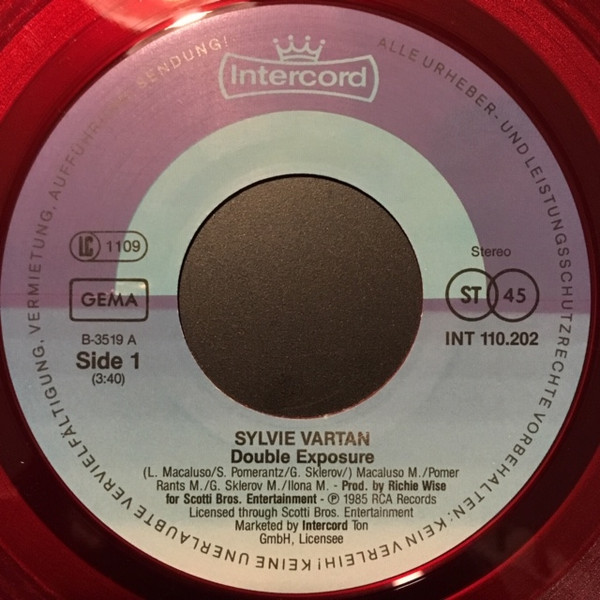 Intercord
ALLE URHEBER- UND LEISTUNGSSCHUTZRECHTE VORBEHALTEN: KEIN VERLEIH! KEINE UNERLAUBTE VERVIELFÄLTIGUNG, VERMIETUNG, AUFFÜHRUNG, SENDUNG!
LC 1109
GEMA
B-3519 A
Side 1
(3:40)
Stereo
ST 45
INT 110.202
SYLVIE VARTAN
Double Exposure
(L. Macaluso/S. Pomerantz/G. Sklerov/) Macaluso M./Pomer
Rants M./G. Sklerov M./Ilona M. - Prod. by Richie Wise
for Scotti Bros. Entertainment - ℗ 1985 RCA Records
Licensed through Scotti Bros. Entertainment
Marketed by Intercord Ton
GmbH, Licensee